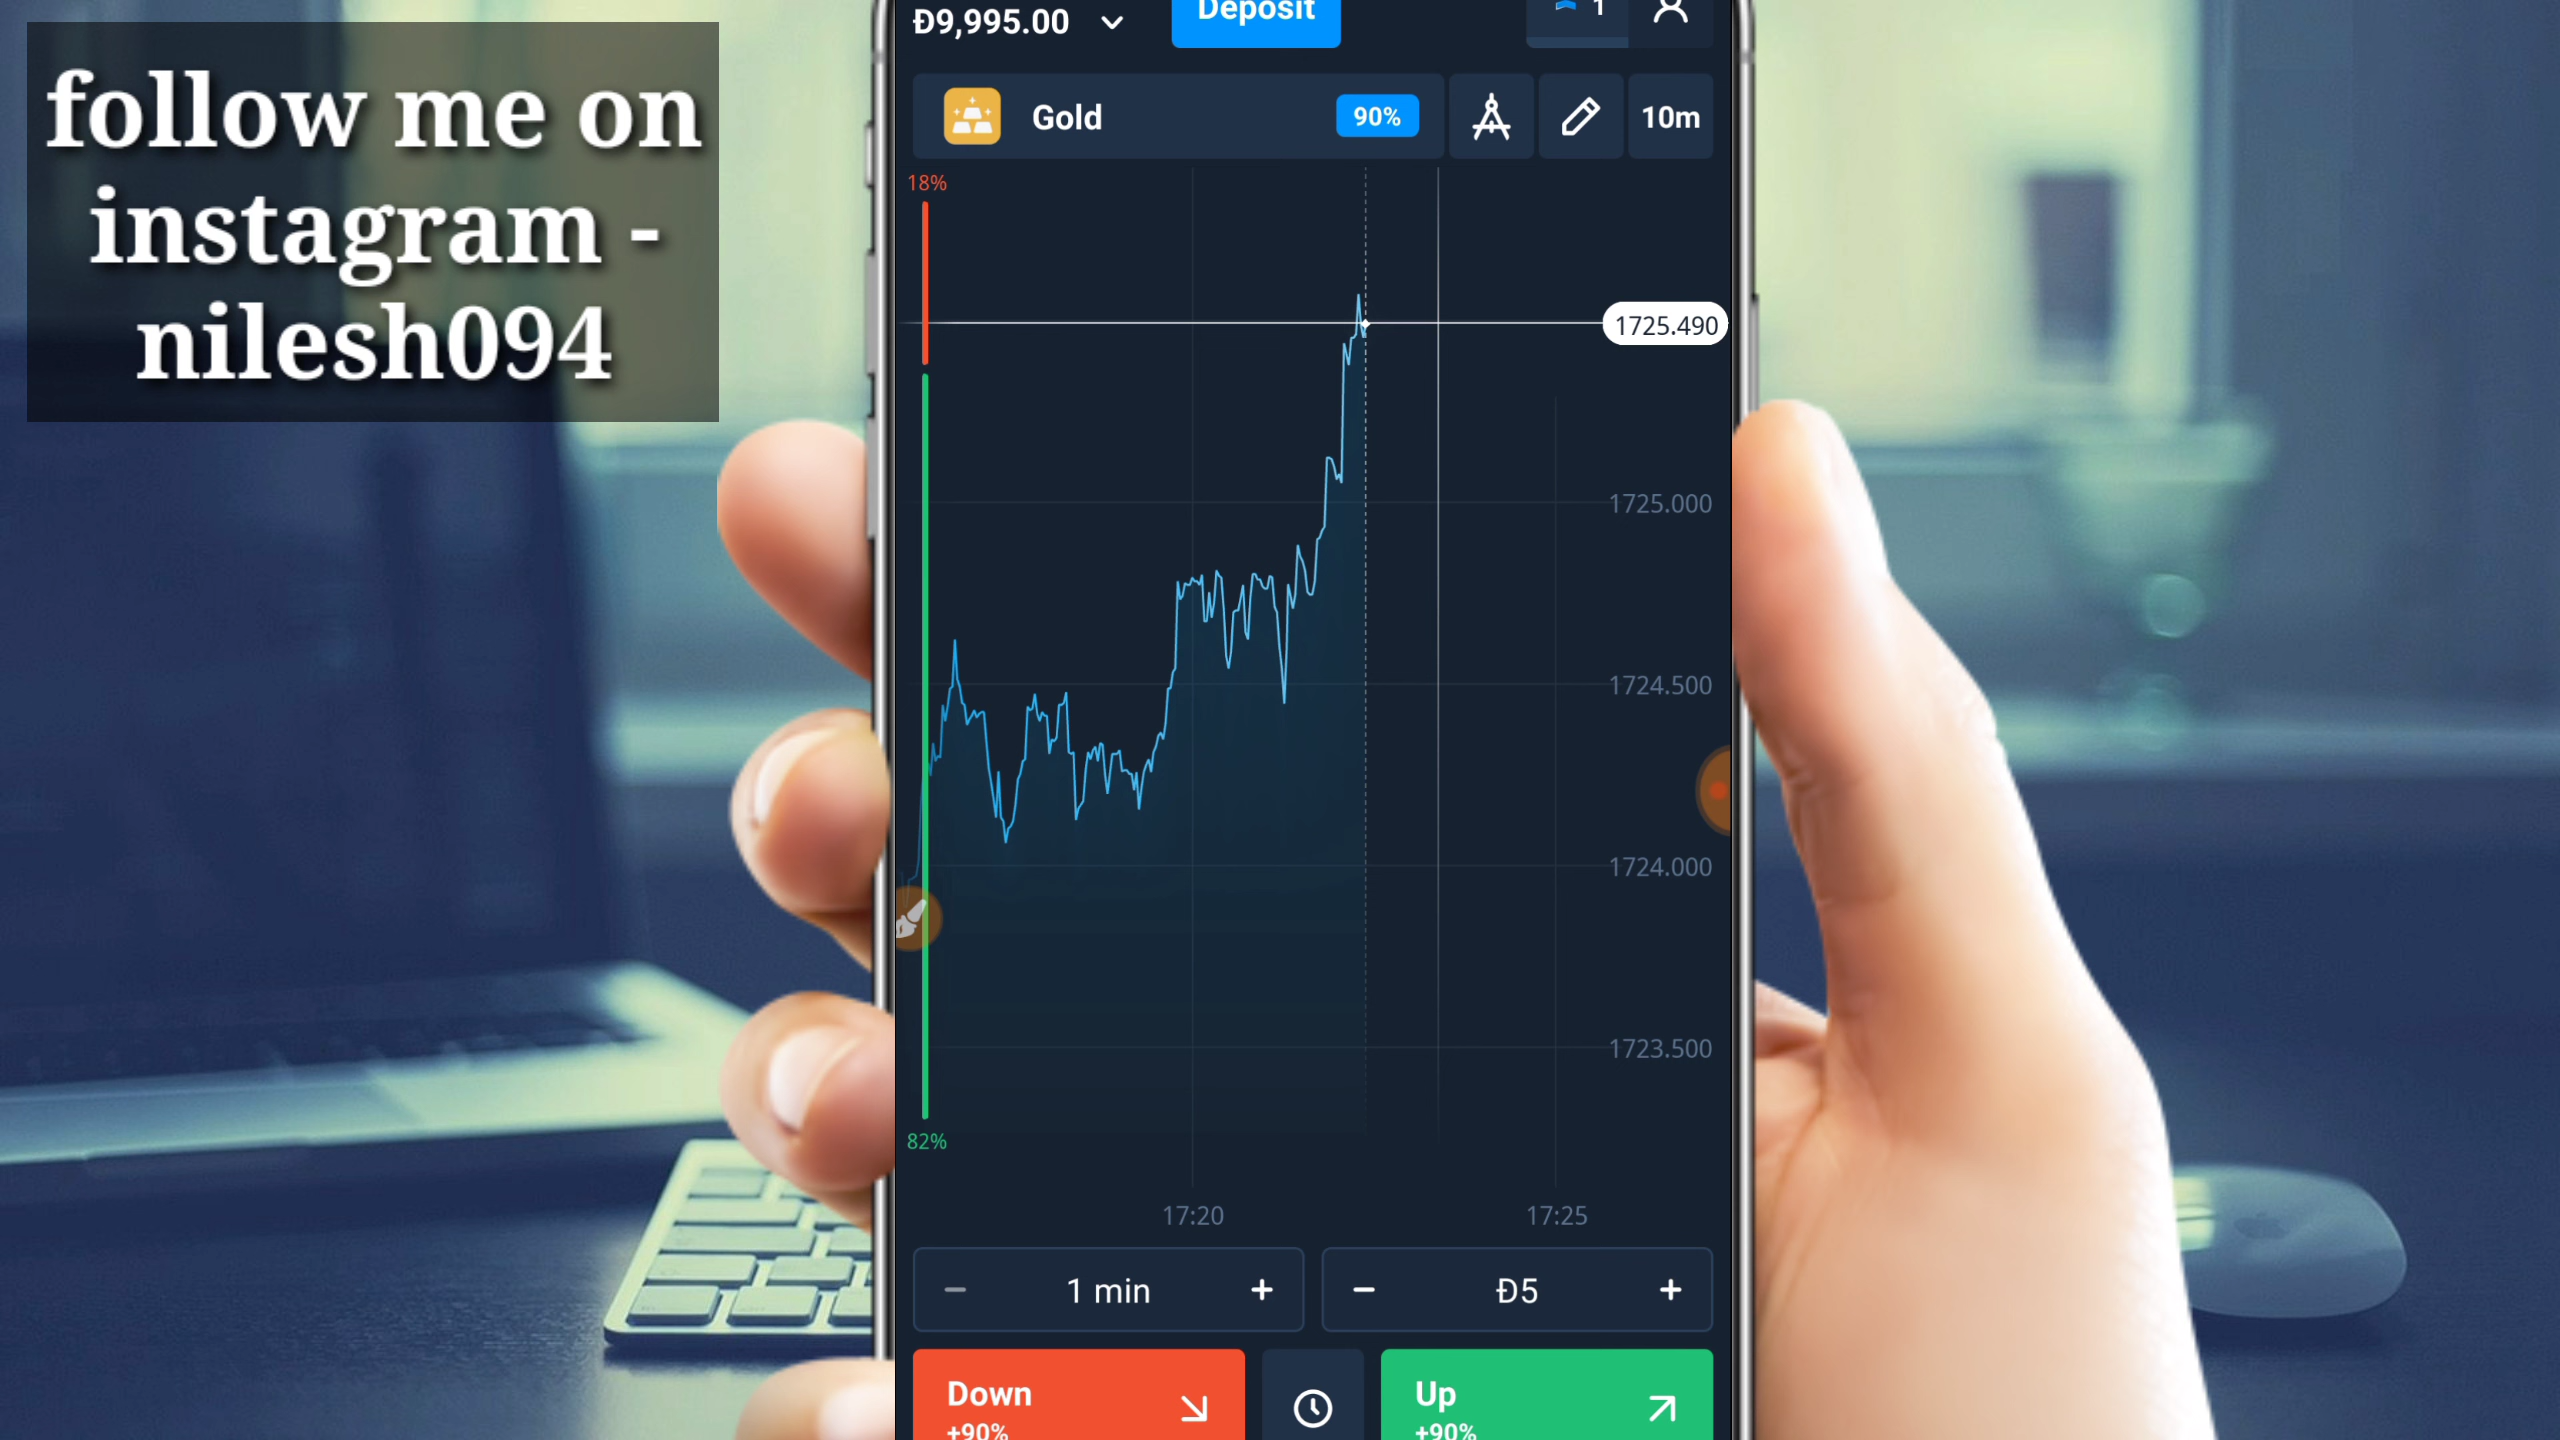 follow me on
instagram -
nilesh094
Đ9,995.00
Deposit
1
Gold
90%
10m
18%
1725.490
1725.000
1724.500
1724.000
1723.500
82%
17:20
17:25
1 min
Đ5
Down
+90%
Up
+90%